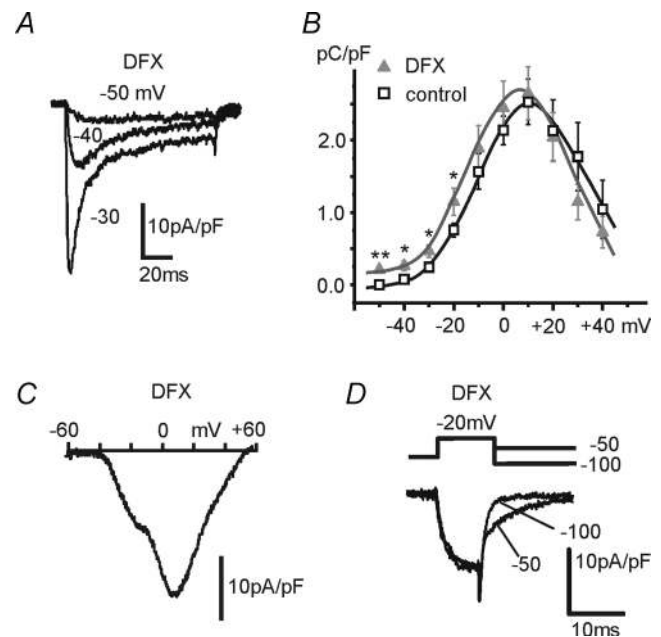 A
DFX
-50 mV
-40
-30
10pA/pF
20ms
B
pC/pF
DFX
control
2.0
1.0
0.0
** * * *
-40 -20 0 +20 +40 mV
C
DFX
-60 0 mV +60
10pA/pF
D
DFX
-20mV
-50
-100
-100
-50
10pA/pF
10ms